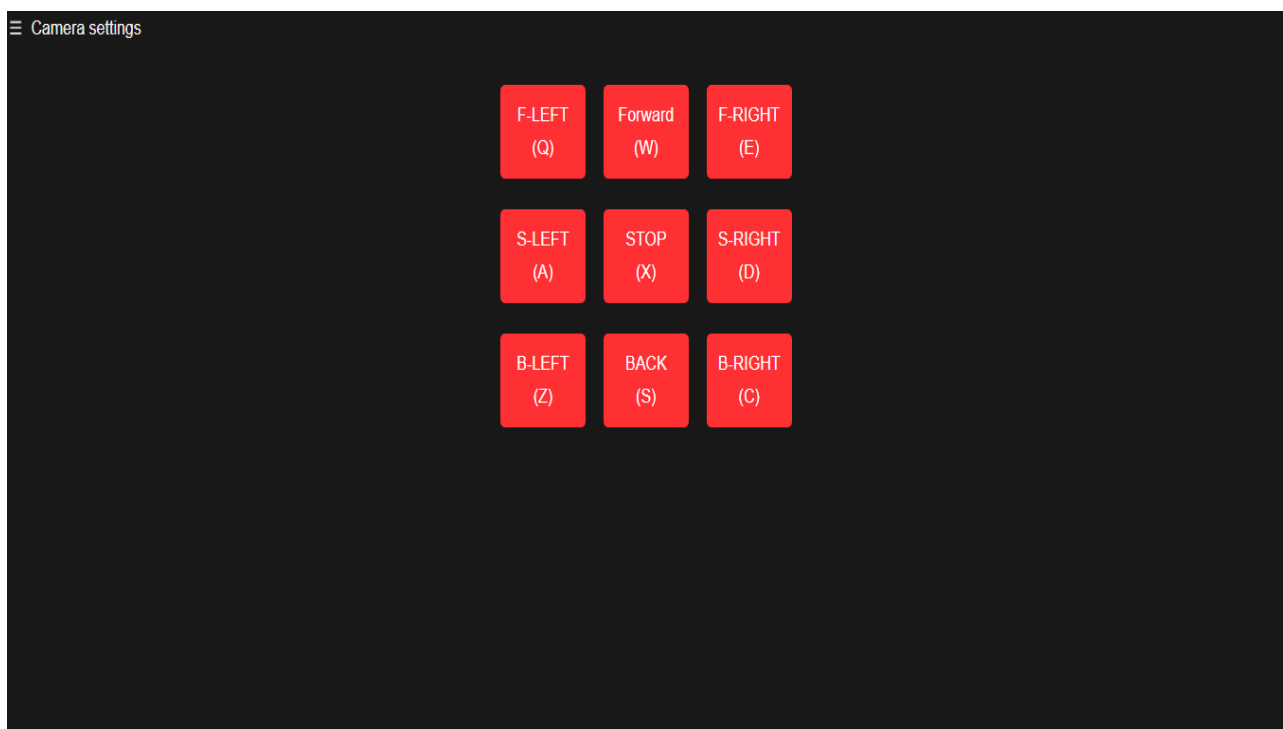 ☰ Camera settings
F-LEFT Forward F-RIGHT
(Q) (W) (E)
S-LEFT STOP S-RIGHT
(A) (X) (D)
B-LEFT BACK B-RIGHT
(Z) (S) (C)